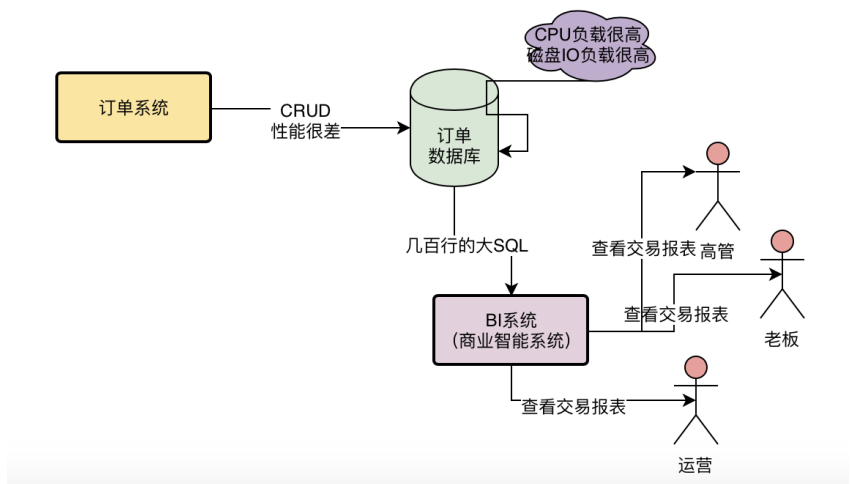 CPU负载很高
磁盘IO负载很高
订单系统
CRUD
性能很差
订单
数据库
几百行的大SQL
查看交易报表
高管
查看交易报表
老板
BI系统
（商业智能系统）
查看交易报表
运营